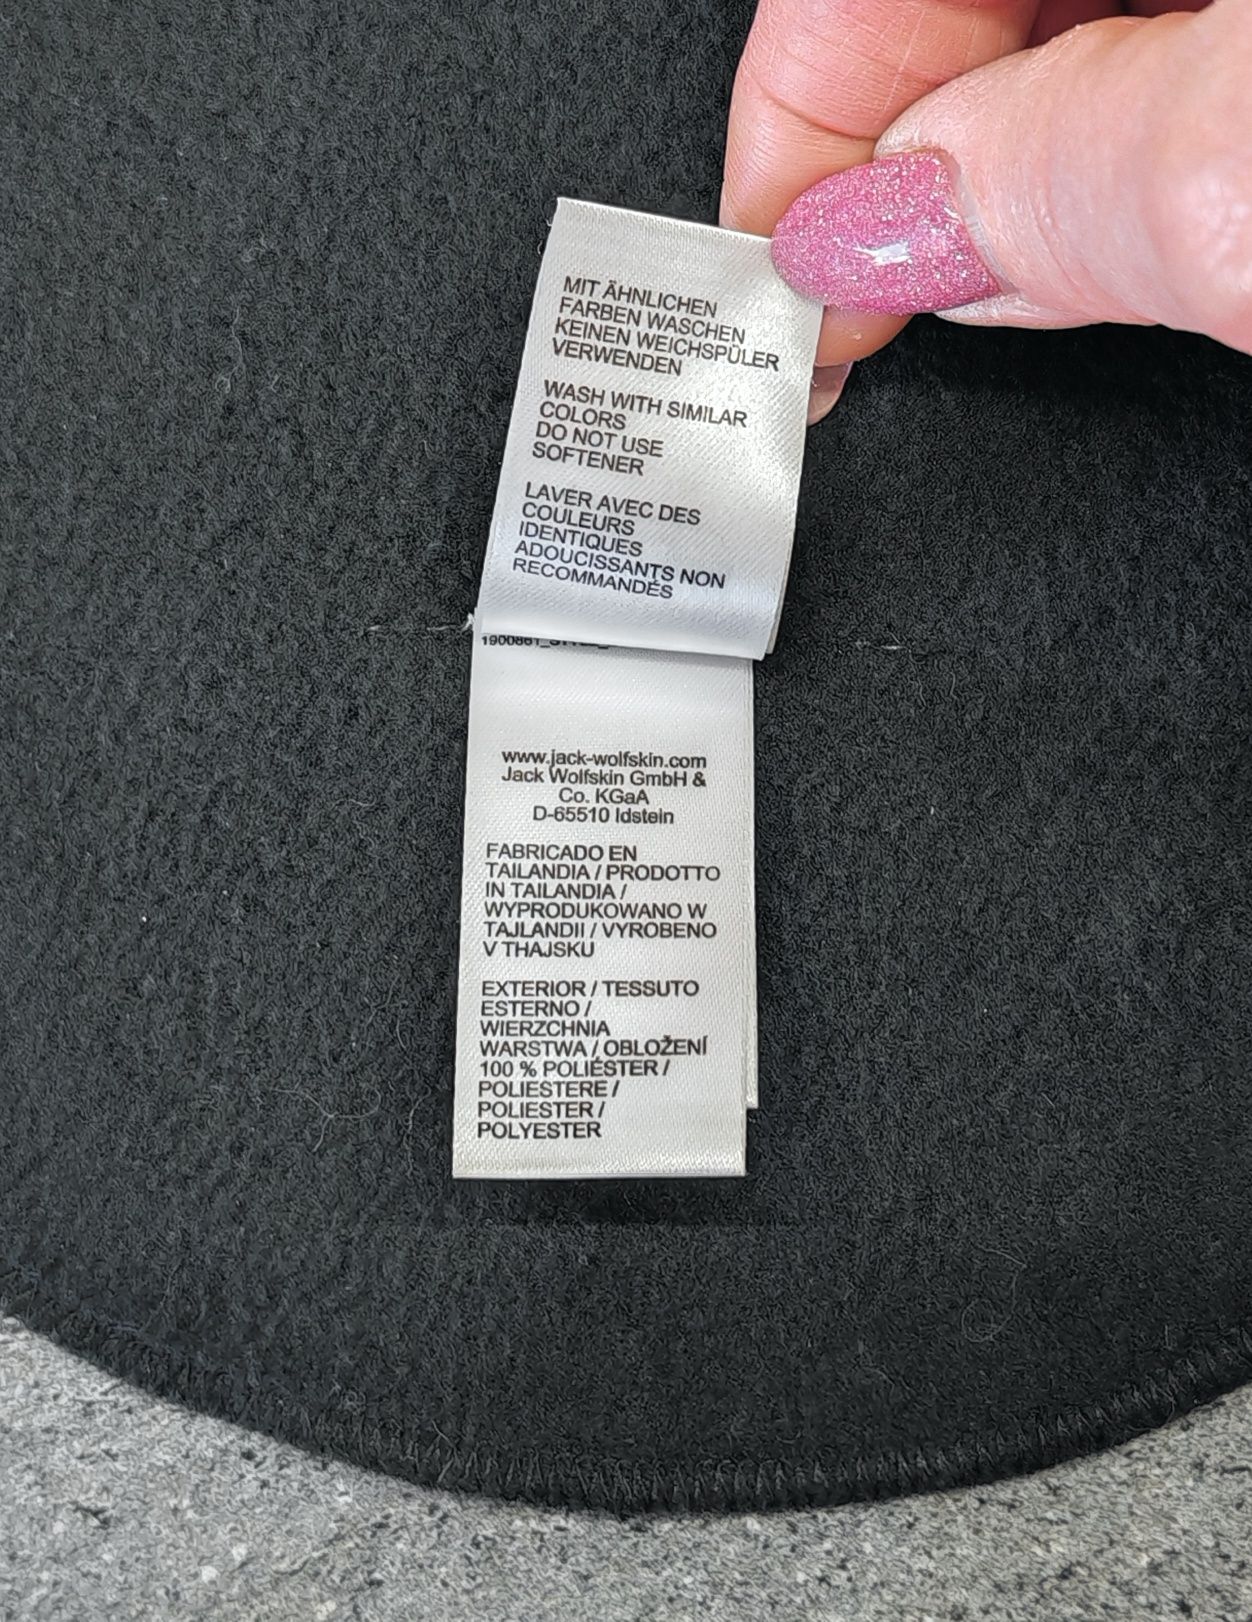 MIT ÄHNLICHEN
FARBEN WASCHEN
KEINEN WEICHSPÜLER
VERWENDEN
WASH WITH SIMILAR
COLORS
DO NOT USE
SOFTENER
LAVER AVEC DES
COULEURS
IDENTIQUES
ADOUCISSANTS NON
RECOMMANDÉS
www.jack-wolfskin.com
Jack Wolfskin GmbH &
Co. KGaA
D-65510 Idstein
FABRICADO EN
TAILANDIA / PRODOTTO
IN TAILANDIA /
WYPRODUKOWANO W
TAJLANDII / VYROBENO
V THAJSKU
EXTERIOR / TESSUTO
ESTERNO /
WIERZCHNIA
WARSTWA / OBLOŽENÍ
100 % POLIÉSTER /
POLIESTERE /
POLIESTER /
POLYESTER